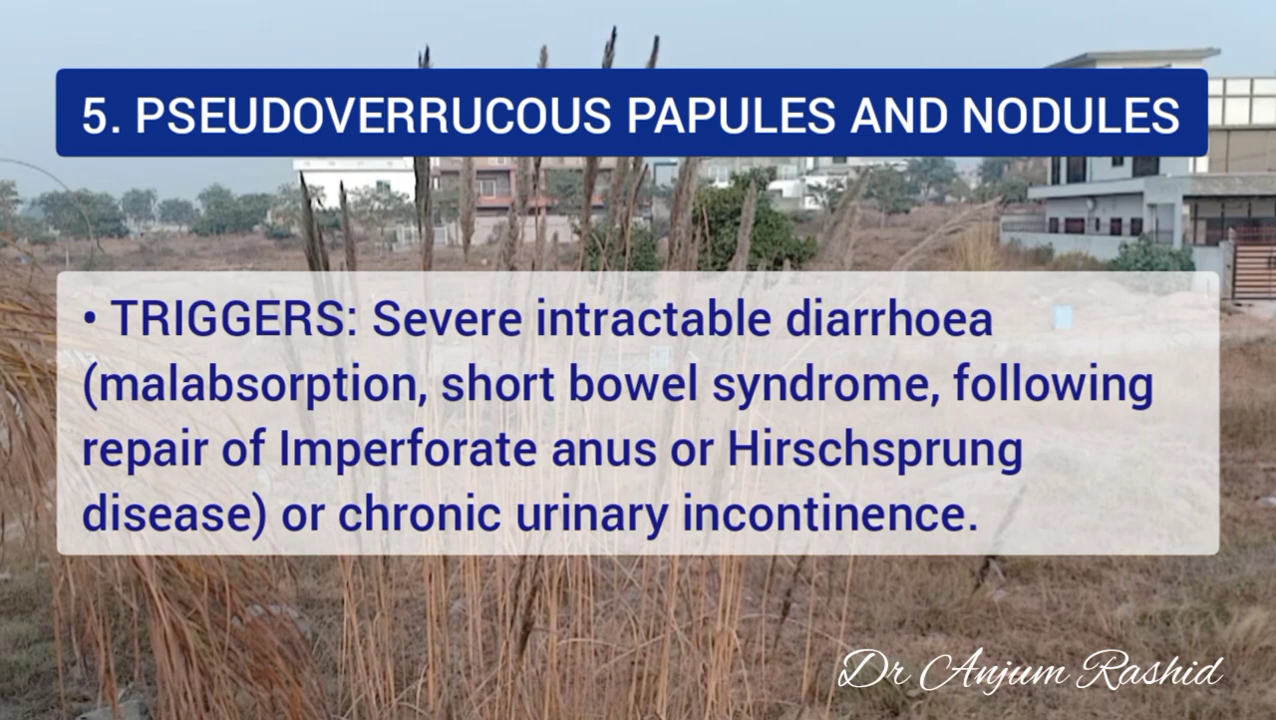 5. PSEUDOVERRUCOUS PAPULES AND NODULES
• TRIGGERS: Severe intractable diarrhoea
(malabsorption, short bowel syndrome, following
repair of Imperforate anus or Hirschsprung
disease) or chronic urinary incontinence.
Dr Anjum Rashid